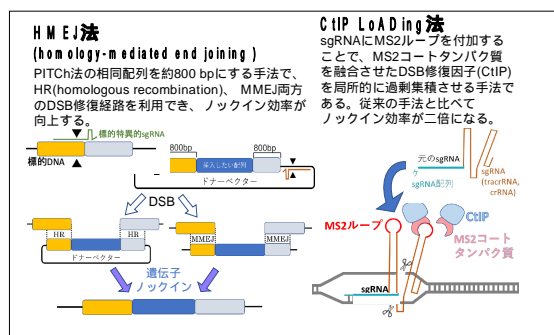 HMEJ法
(homology-mediated end joining)
PITCh法の相同配列を約800 bpにする手法で、
HR(homologous recombination)、MMEJ両方
のDSB修復経路を利用でき、ノックイン効率が
向上する。
標的特異的sgRNA
標的DNA
800bp
800bp
挿入したい配列
ドナーベクター
DSB
HR
HR
MMEJ
MMEJ
ドナーベクター
遺伝子
ノックイン
CtIP LoADing法
sgRNAにMS2ループを付加する
ことで、MS2コートタンパク質
を融合させたDSB修復因子(CtIP)
を局所的に過剰集積させる手法で
ある。従来の手法と比べて
ノックイン効率が二倍になる。
元のsgRNA
ケ
sgRNA配列
sgRNA
(tracrRNA,
crRNA)
CtIP
MS2ループ
MS2コート
タンパク質
sgRNA